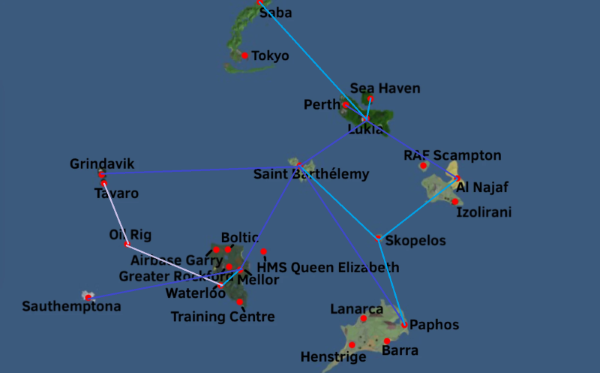 Saba
Tokyo
Sea Haven
Perth
Lukla
RAF Scampton
Grindavik
Saint Barthélemy
Al Najaf
Tavaro
Izolirani
Oil Rig
Boltic
Skopelos
Airbase Garry
HMS Queen Elizabeth
Greater Rockford
Mellor
Waterloo
Sauthemptona
Training Centre
Lanarca
Paphos
Barra
Henstrige